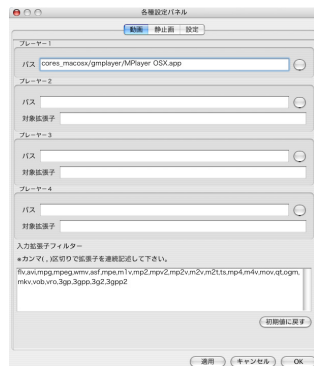 各種設定パネル
動画 静止画 設定
プレーヤー1
パス cores_macosx/gmplayer/MPlayer OSX.app
プレーヤー2
パス
対象拡張子
プレーヤー3
パス
対象拡張子
プレーヤー4
パス
対象拡張子
入力拡張子フィルター
*カンマ(,)区切りで拡張子を連続記述して下さい。
flv,avi,mpg,mpeg,wmv,asf,mpe,m1v,mp2,mpv2,mp2v,m2v,m2t,ts,mp4,m4v,mov,qt,ogm,
mkv,vob,vro,3gp,3gpp,3g2,3gpp2
初期値に戻す
適用 キャンセル OK